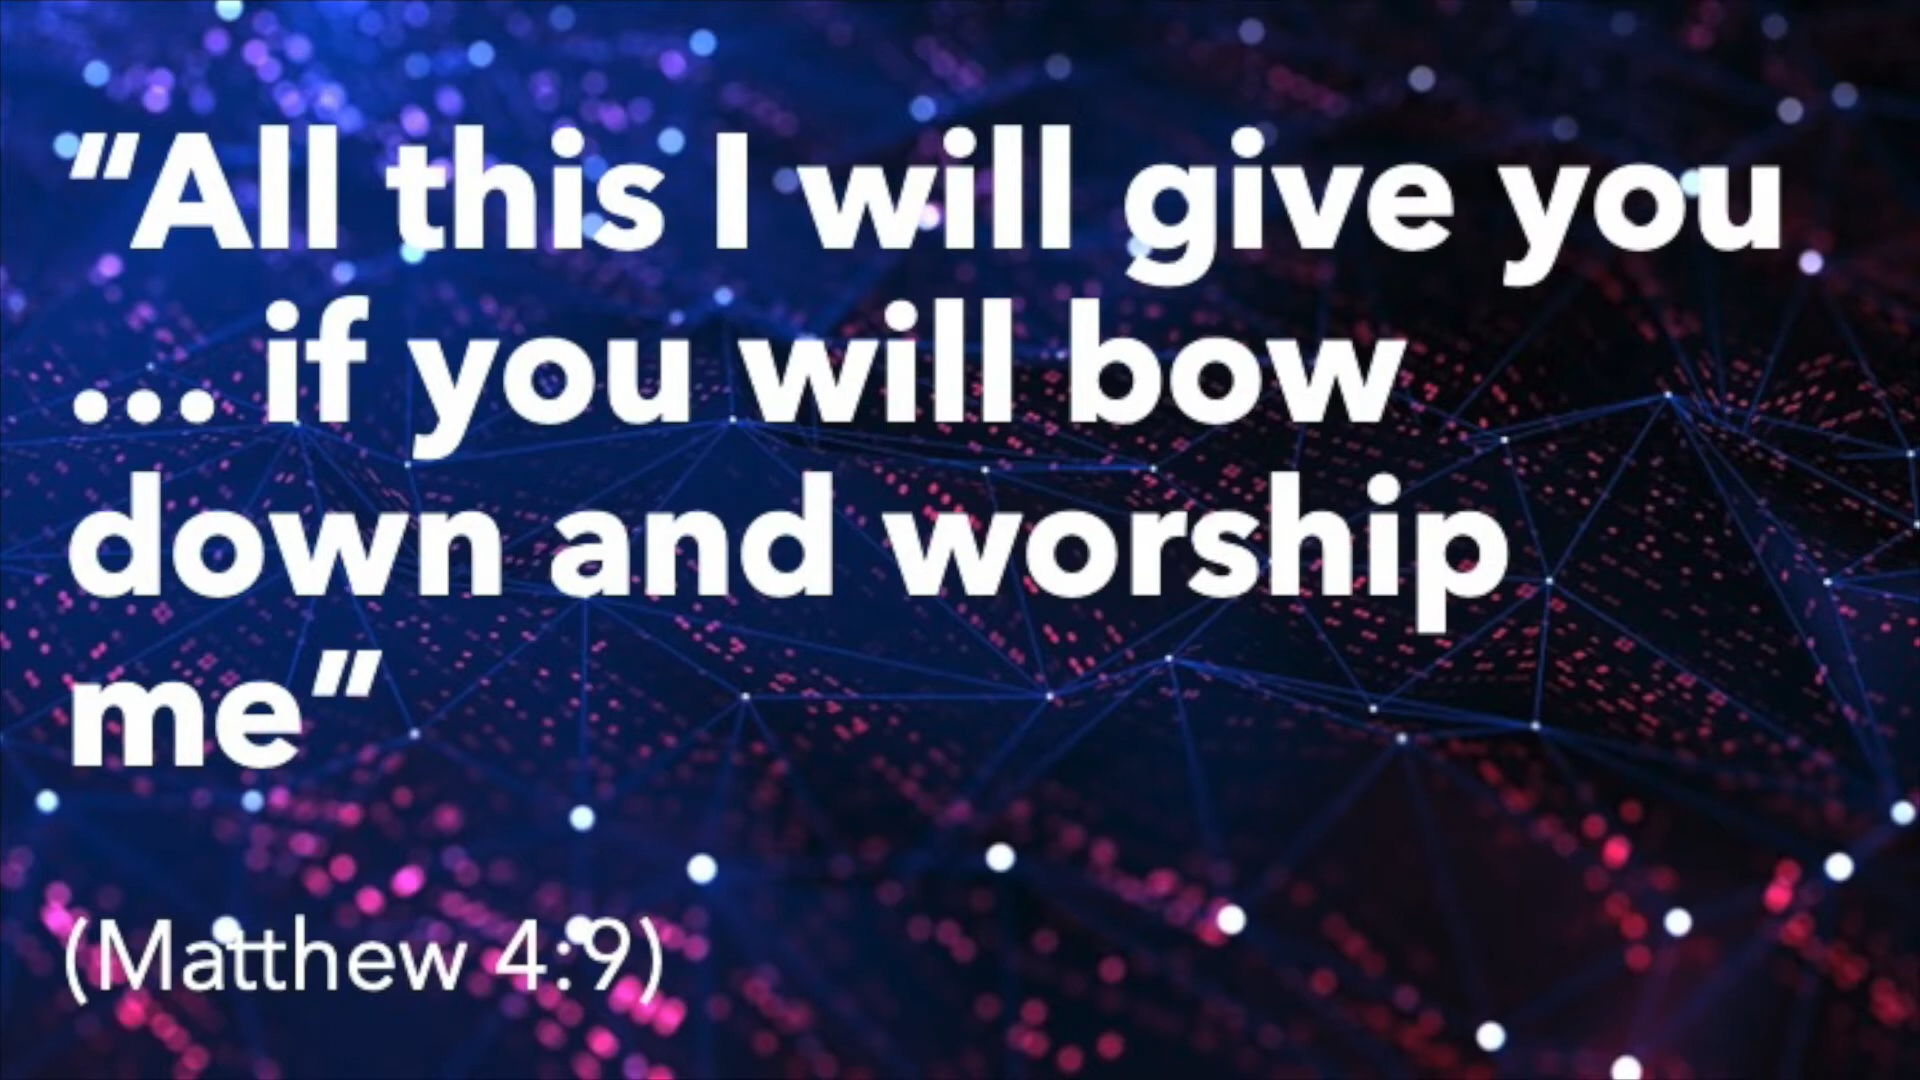 “All this I will give you
... if you will bow
down and worship
me”
(Matthew 4:9)